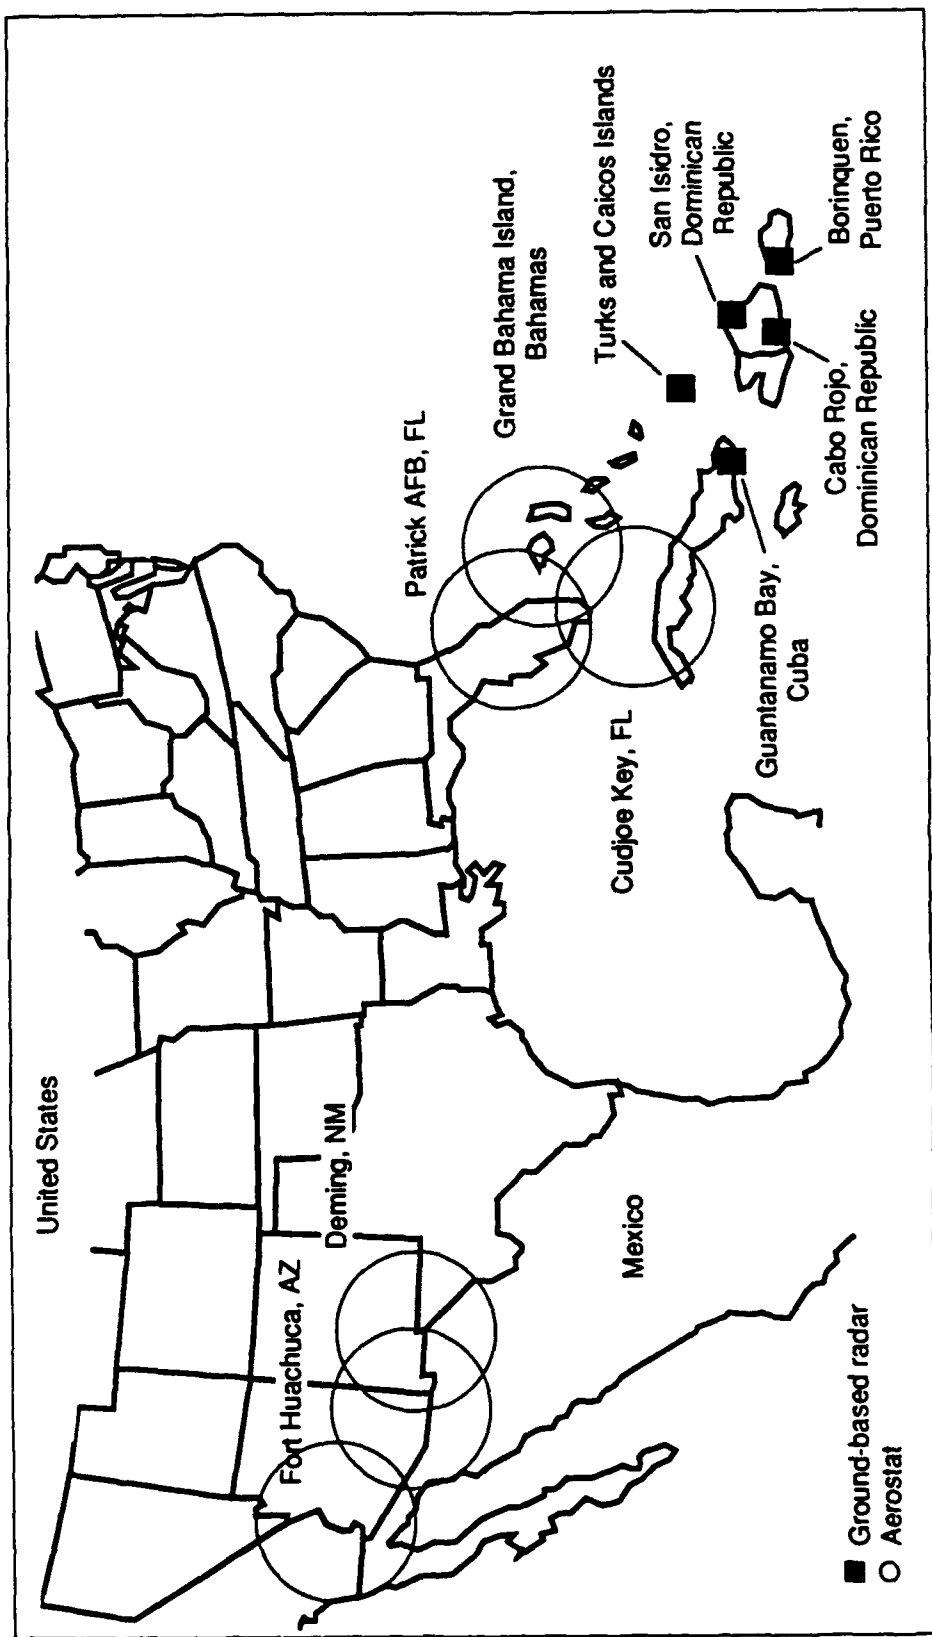 United States
Fort Huachuca, AZ
Deming, NM
Patrick AFB, FL
Grand Bahama Island,
Bahamas
Turks and Caicos Islands
San Isidro,
Dominican
Republic
Borinquen,
Puerto Rico
Cabo Rojo,
Dominican Republic
Guantanamo Bay,
Cuba
Cudjoe Key, FL
Mexico
Ground-based radar
Aerostat